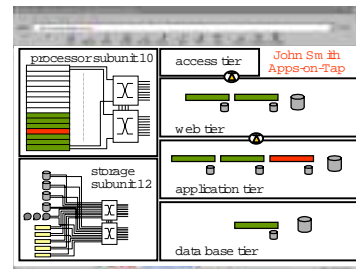 processor subunit 10
access tier
John Smith
Apps-on-Tap
web tier
storage
subunit 12
application tier
data base tier